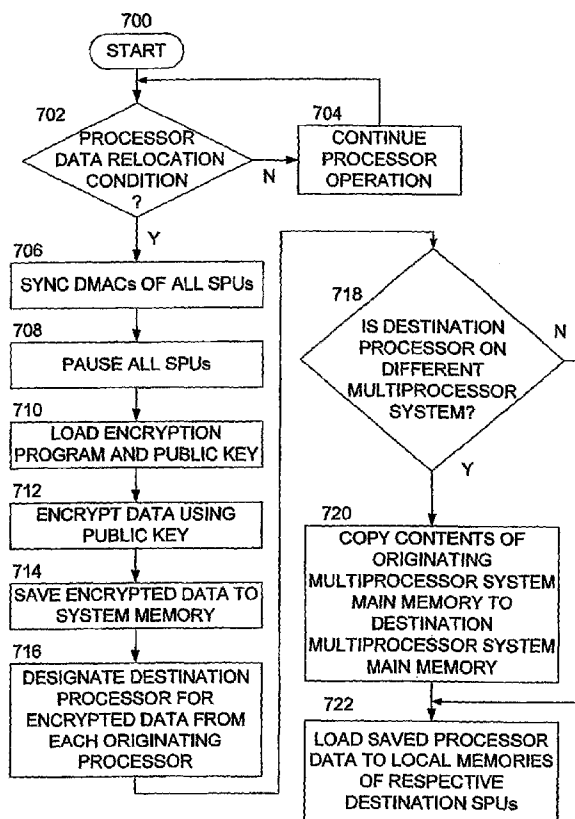 700
START
702
PROCESSOR
DATA RELOCATION
CONDITION
?
N
Y
704
CONTINUE
PROCESSOR
OPERATION
706
SYNC DMACs OF ALL SPUs
708
PAUSE ALL SPUs
710
LOAD ENCRYPTION
PROGRAM AND PUBLIC KEY
712
ENCRYPT DATA USING
PUBLIC KEY
714
SAVE ENCRYPTED DATA TO
SYSTEM MEMORY
716
DESIGNATE DESTINATION
PROCESSOR FOR
ENCRYPTED DATA FROM
EACH ORIGINATING
PROCESSOR
718
IS DESTINATION
PROCESSOR ON
DIFFERENT
MULTIPROCESSOR
SYSTEM?
N
Y
720
COPY CONTENTS OF
ORIGINATING
MULTIPROCESSOR SYSTEM
MAIN MEMORY TO
DESTINATION
MULTIPROCESSOR SYSTEM
MAIN MEMORY
722
LOAD SAVED PROCESSOR
DATA TO LOCAL MEMORIES
OF RESPECTIVE
DESTINATION SPUs